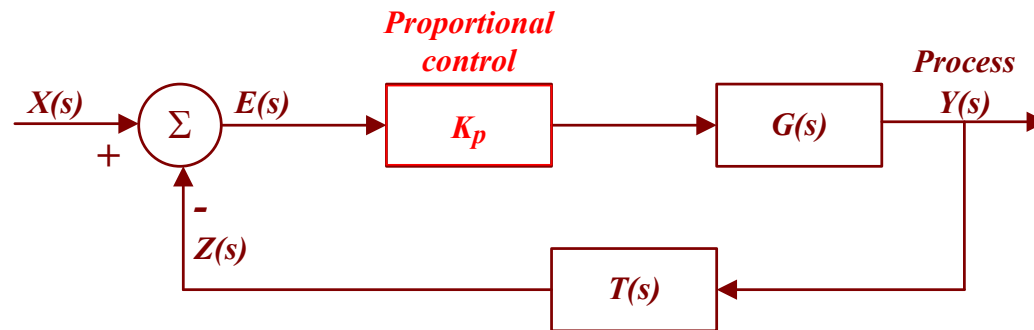 Proportional
control
Process
X(s)
Σ
E(s)
K_p
G(s)
Y(s)
+
-
Z(s)
T(s)